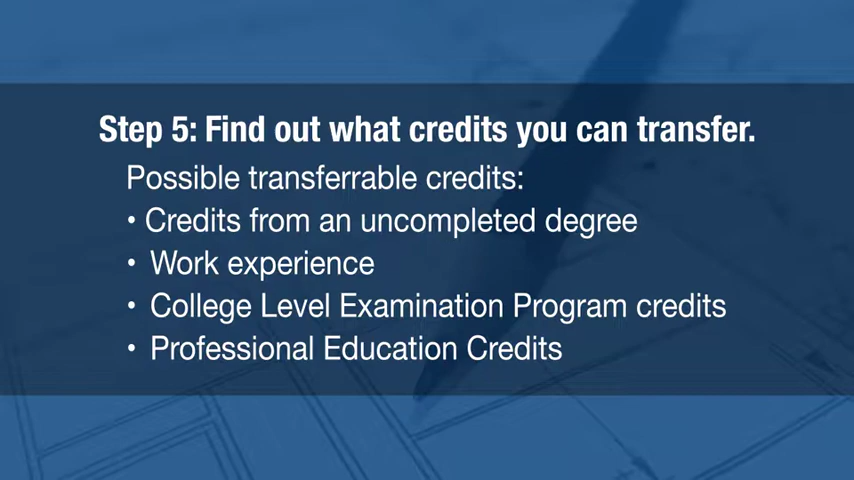 Step 5: Find out what credits you can transfer.
Possible transferrable credits:
• Credits from an uncompleted degree
• Work experience
• College Level Examination Program credits
• Professional Education Credits